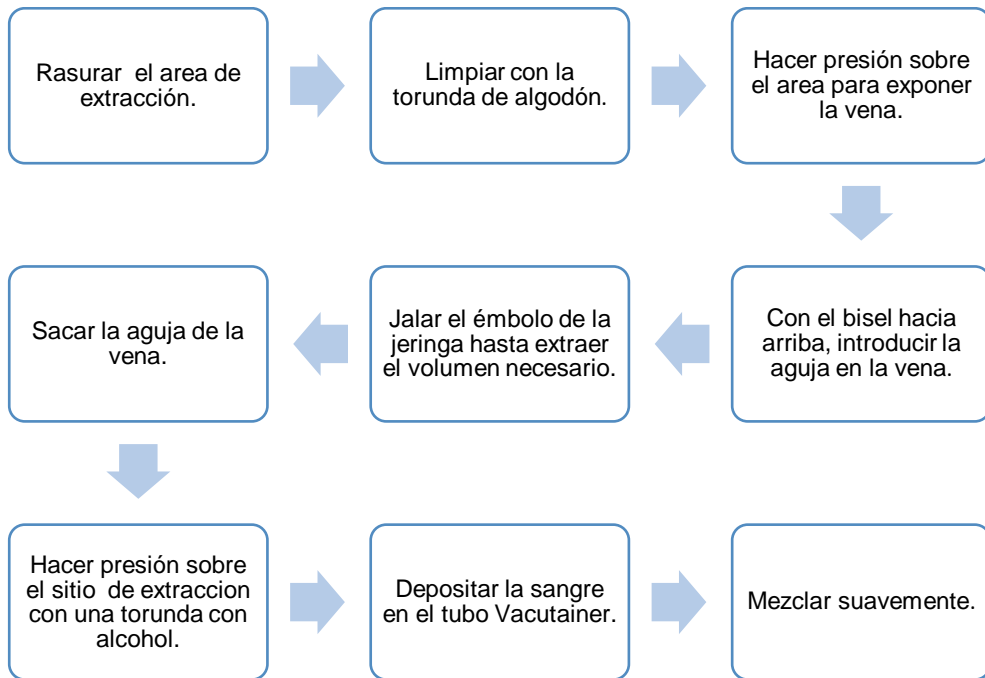 Rasurar el area de
extracción.
Limpiar con la
torunda de algodón.
Hacer presión sobre
el area para exponer
la vena.
Con el bisel hacia
arriba, introducir la
aguja en la vena.
Jalar el émbolo de la
jeringa hasta extraer
el volumen necesario.
Sacar la aguja de la
vena.
Hacer presión sobre
el sitio de extraccion
con una torunda con
alcohol.
Depositar la sangre
en el tubo Vacutainer.
Mezclar suavemente.